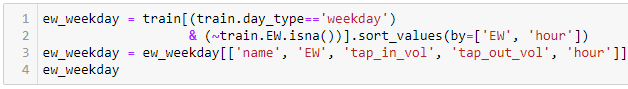 1 ew_weekday = train[(train.day_type=='weekday')
2 & (~train.EW.isna())].sort_values(by=['EW', 'hour'])
3 ew_weekday = ew_weekday[['name', 'EW', 'tap_in_vol', 'tap_out_vol', 'hour']]
4 ew_weekday